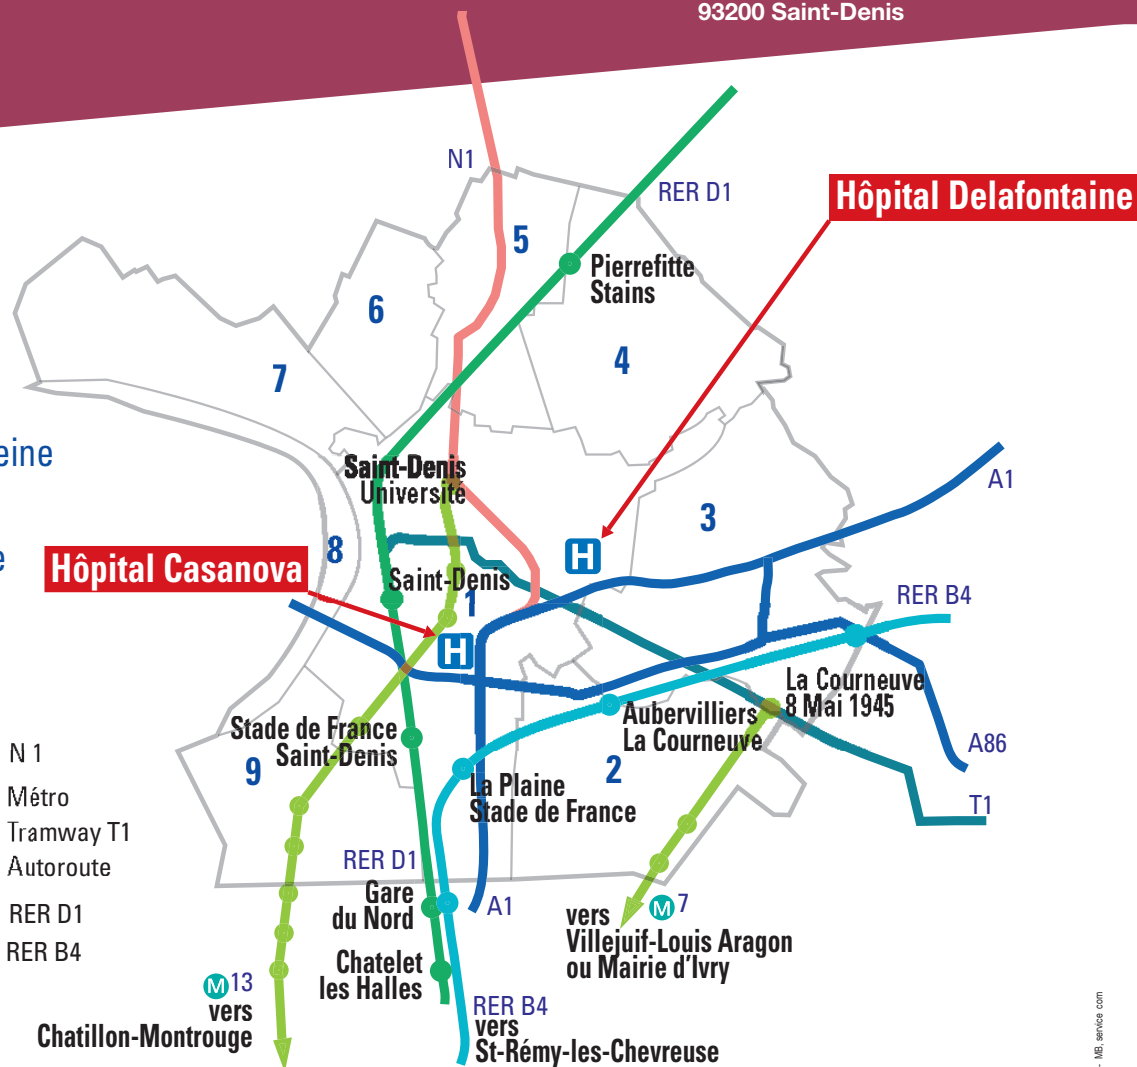 93200 Saint-Denis
N1
RER D1
Hôpital Delafontaine
5
Pierrefitte
Stains
6
4
7
eine
Saint-Denis
Université
A1
3
8
e
Hôpital Casanova
H
Saint-Denis
1
RER B4
H
La Courneuve
8 Mai 1945
Aubervilliers
La Courneuve
Stade de France
Saint-Denis
A86
N 1
9
2
La Plaine
Stade de France
Métro
T1
Tramway T1
Autoroute
RER D1
Gare
du Nord
A1
M 7
RER D1
vers
Villejuif-Louis Aragon
ou Mairie d'Ivry
RER B4
Chatelet
les Halles
M 13
vers
Chatillon-Montrouge
RER B4
vers
St-Rémy-les-Chevreuse
- MB, service com